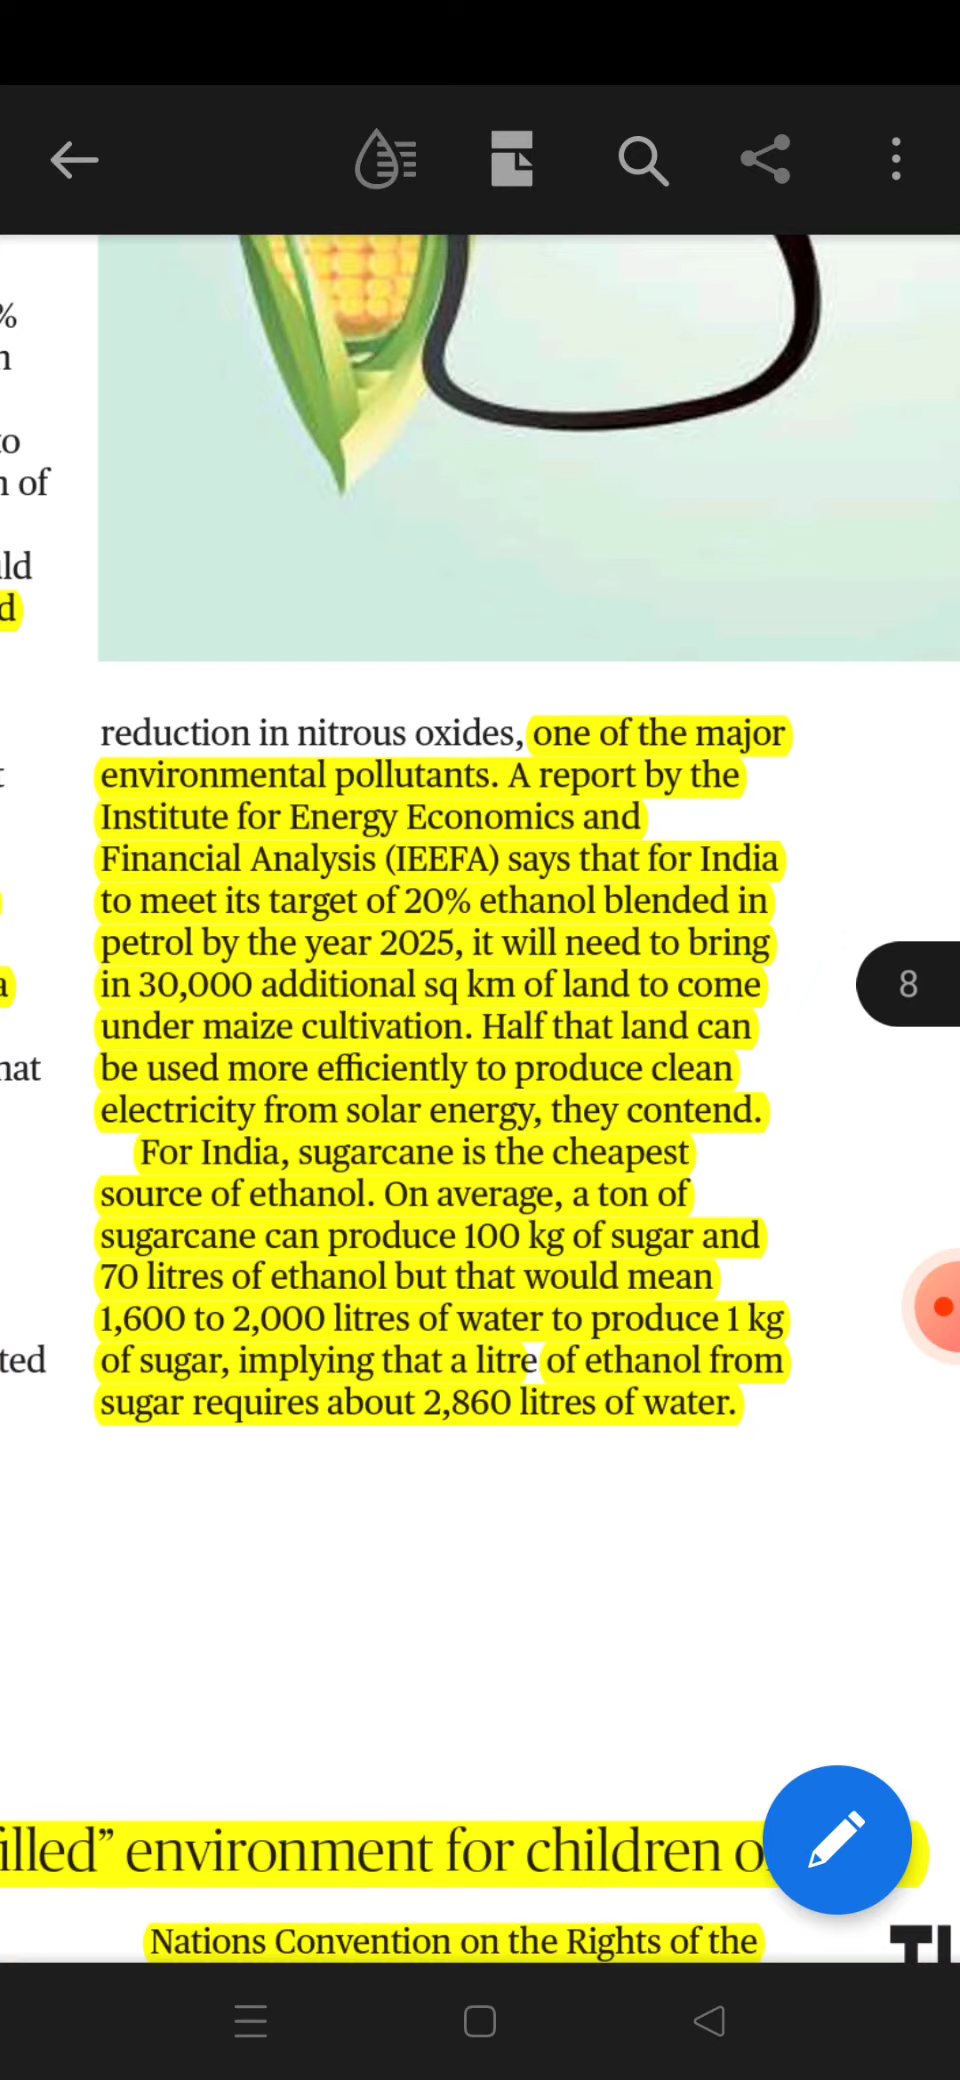 %
to
n of
reduction in nitrous oxides, one of the major
environmental pollutants. A report by the
Institute for Energy Economics and
Financial Analysis (IEEFA) says that for India
to meet its target of 20% ethanol blended in
petrol by the year 2025, it will need to bring
in 30,000 additional sq km of land to come
under maize cultivation. Half that land can
be used more efficiently to produce clean
electricity from solar energy, they contend.
For India, sugarcane is the cheapest
source of ethanol. On average, a ton of
sugarcane can produce 100 kg of sugar and
70 litres of ethanol but that would mean
1,600 to 2,000 litres of water to produce 1 kg
of sugar, implying that a litre of ethanol from
sugar requires about 2,860 litres of water.
8
illed” environment for children o
Nations Convention on the Rights of the